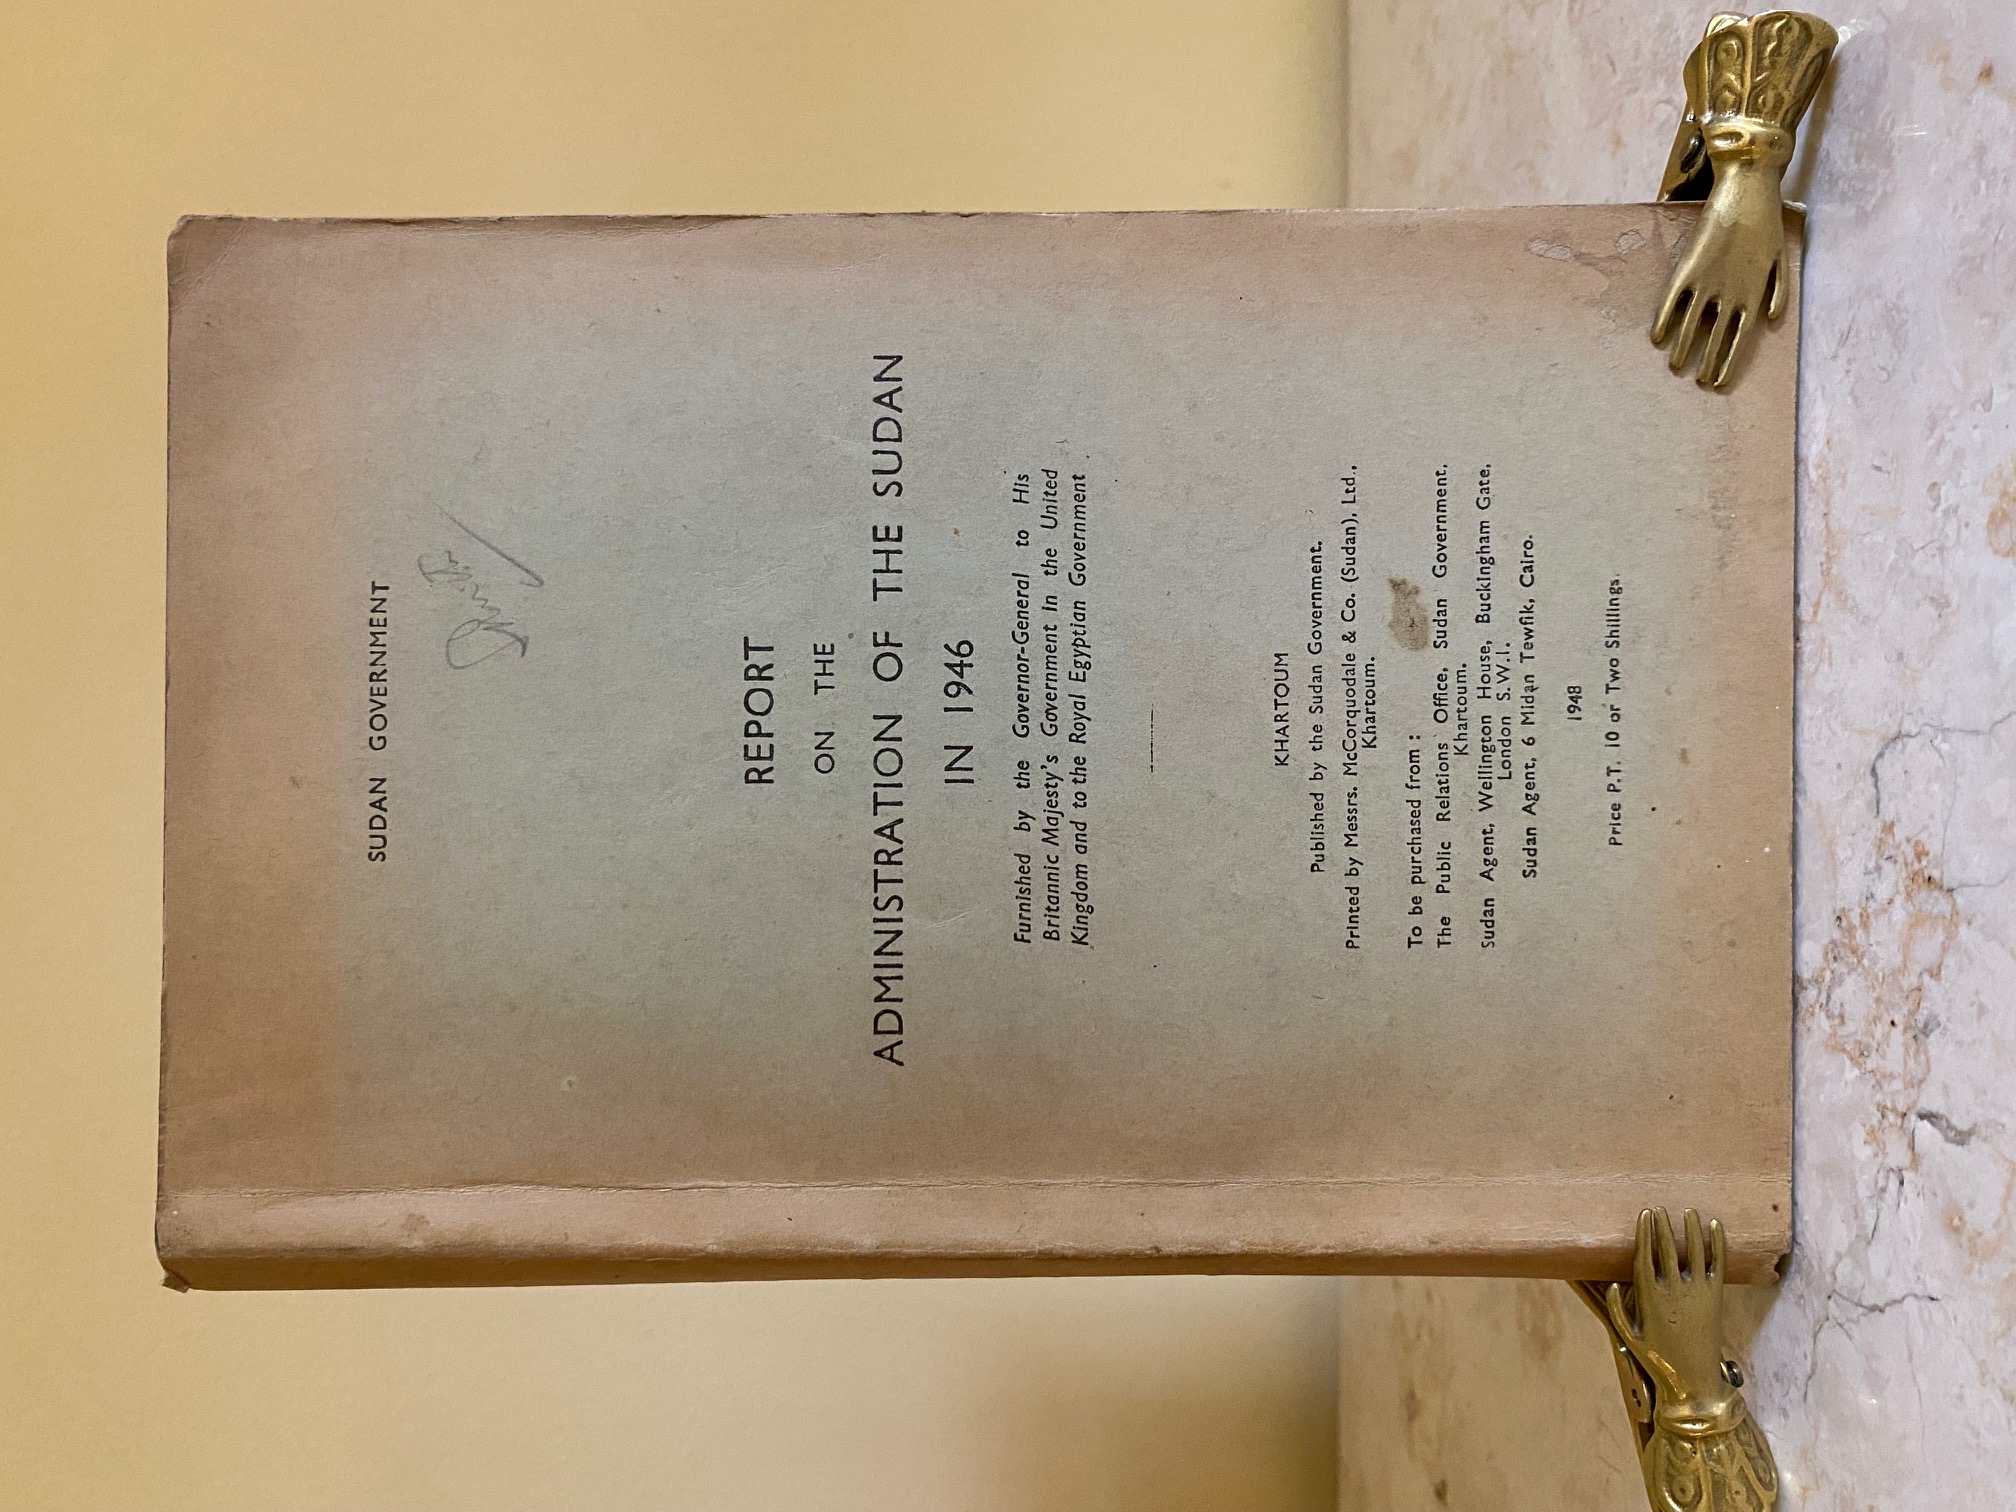 SUDAN GOVERNMENT
REPORT
ON THE
ADMINISTRATION OF THE SUDAN
IN 1946
Furnished by the Governor-General to His
Britannic Majesty's Government in the United
Kingdom and to the Royal Egyptian Government
KHARTOUM
Published by the Sudan Government.
Printed by Messrs. McCorquodale & Co. (Sudan), Ltd.,
Khartoum.
To be purchased from :
The Public Relations Office, Sudan Government,
Khartoum.
Sudan Agent, Wellington House, Buckingham Gate,
London S.W.1.
Sudan Agent, 6 Midan Tewfik, Cairo.
1948
Price P.T. 10 or Two Shillings.